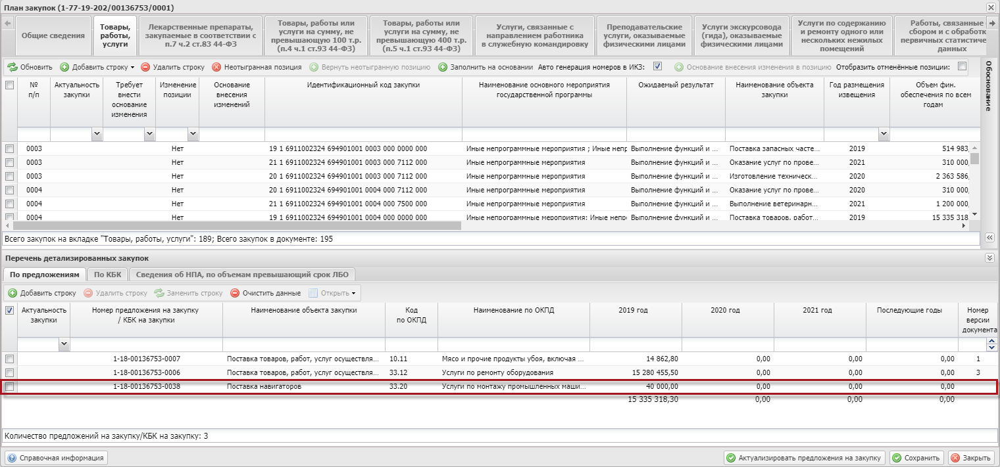 План закупок (1-77-19-202/00136753/0001)
Общие сведения
Товары,
работы,
услуги
Лекарственные препараты,
закупаемые в соответствии с
п.7 ч.2 ст.83 44-ФЗ
Товары, работы или
услуги на сумму, не
превышающую 100 т.р.
(п.4 ч.1 ст.93 44-ФЗ)
Товары, работы или
услуги на сумму, не
превышающую 400 т.р.
(п.5 ч.1 ст.93 44-ФЗ)
Услуги, связанные с
направлением работника
в служебную командировку
Преподавательские
услуги, оказываемые
физическими лицами
Услуги экскурсовода
(гида), оказываемые
физическими лицами
Услуги по содержанию
и ремонту одного или
нескольких нежилых
помещений
Работы, связанные
сбором и с обработк
первичных статистиче
данных
Обновить Добавить строку Удалить строку Неотыгранная позиция Вернуть неотыгранную позицию Заполнить на основании Авто генерация номеров в ИКЗ: Основание внесения изменения в позицию Отобразить отменённые позиции:
Обоснование
№
п/п
Актуальность
закупки
Требует
внести
основание
изменения
Изменение
позиции
Основание
внесения
изменений
Идентификационный код закупки
Наименование основного мероприятия
государственной программы
Ожидаемый результат
Наименование объекта
закупки
Год размещения
извещения
Объем фин.
обеспечения по всем
годам
0003 Нет 19 1 6911002324 694901001 0003 000 0000 000 Иные непрограммные мероприятия ; Иные непр Выполнение функций и ... Поставка запасных часте... 2019 514 983,
0003 Нет 21 1 6911002324 694901001 0003 000 7112 000 Иные непрограммные мероприятия Выполнение функций и ... Оказание услуг по прове... 2021 310 000,
0003 Нет 20 1 6911002324 694901001 0003 000 7112 000 Иные непрограммные мероприятия Выполнение функций и ... Изготовление техническ... 2020 2 363 586,
0004 Нет 20 1 6911002324 694901001 0004 000 7112 000 Иные непрограммные мероприятия Выполнение функций и ... Оказание услуг по прове... 2020 310 000,
0004 Нет 21 1 6911002324 694901001 0004 000 7500 000 Иные непрограммные мероприятия Выполнение функций и ... Выполнение ветеринарн... 2021 1 200 000,
0004 Нет 19 1 6911002324 694901001 0004 000 0000 000 Иные непрограммные мероприятия: Иные непро Выполнение функций и ... Поставка товаров, работ... 2019 15 335 318
Всего закупок на вкладке "Товары, работы, услуги": 189; Всего закупок в документе: 195
Перечень детализированных закупок
По предложениям По КБК Сведения об НПА, по объемам превышающий срок ЛБО
Добавить строку Удалить строку Заменить строку Очистить данные Открыть
Актуальность
закупки
Номер предложения на закупку
/ КБК на закупки
Наименование объекта закупки
Код
по ОКПД
Наименование по ОКПД
2019 год
2020 год
2021 год
Последующие годы
Номер
версии
документа
1-18-00136753-0007 Поставка товаров, работ, услуг осуществля... 10.11 Мясо и прочие продукты убоя, включая ... 14 862,80 0,00 0,00 0,00 1
1-18-00136753-0006 Поставка товаров, работ, услуг осуществля... 33.12 Услуги по ремонту оборудования 15 280 455,50 0,00 0,00 0,00 3
1-18-00136753-0038 Поставка навигаторов 33.20 Услуги по монтажу промышленных маши... 40 000,00 0,00 0,00 0,00
15 335 318,30 0,00 0,00 0,00
Количество предложений на закупку/КБК на закупку: 3
Справочная информация Актуализировать предложения на закупку Сохранить Закрыть